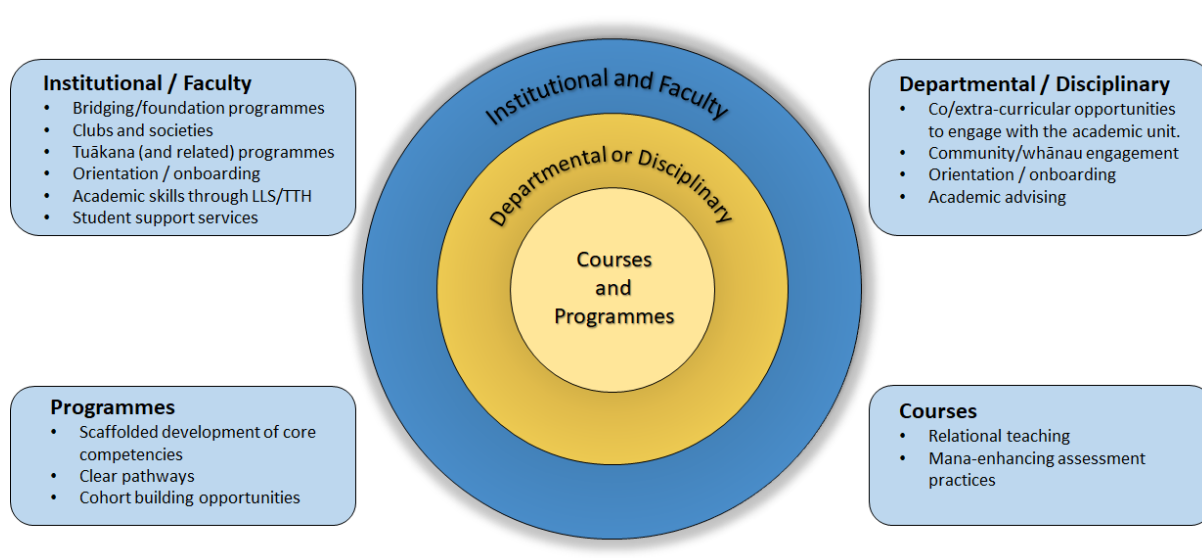 Institutional / Faculty
• Bridging/foundation programmes
• Clubs and societies
• Tuākana (and related) programmes
• Orientation / onboarding
• Academic skills through LLS/TTH
• Student support services
Institutional and Faculty
Departmental or Disciplinary
Courses
and
Programmes
Departmental / Disciplinary
• Co/extra-curricular opportunities
to engage with the academic unit.
• Community/whānau engagement
• Orientation / onboarding
• Academic advising
Programmes
• Scaffolded development of core
competencies
• Clear pathways
• Cohort building opportunities
Courses
• Relational teaching
• Mana-enhancing assessment
practices